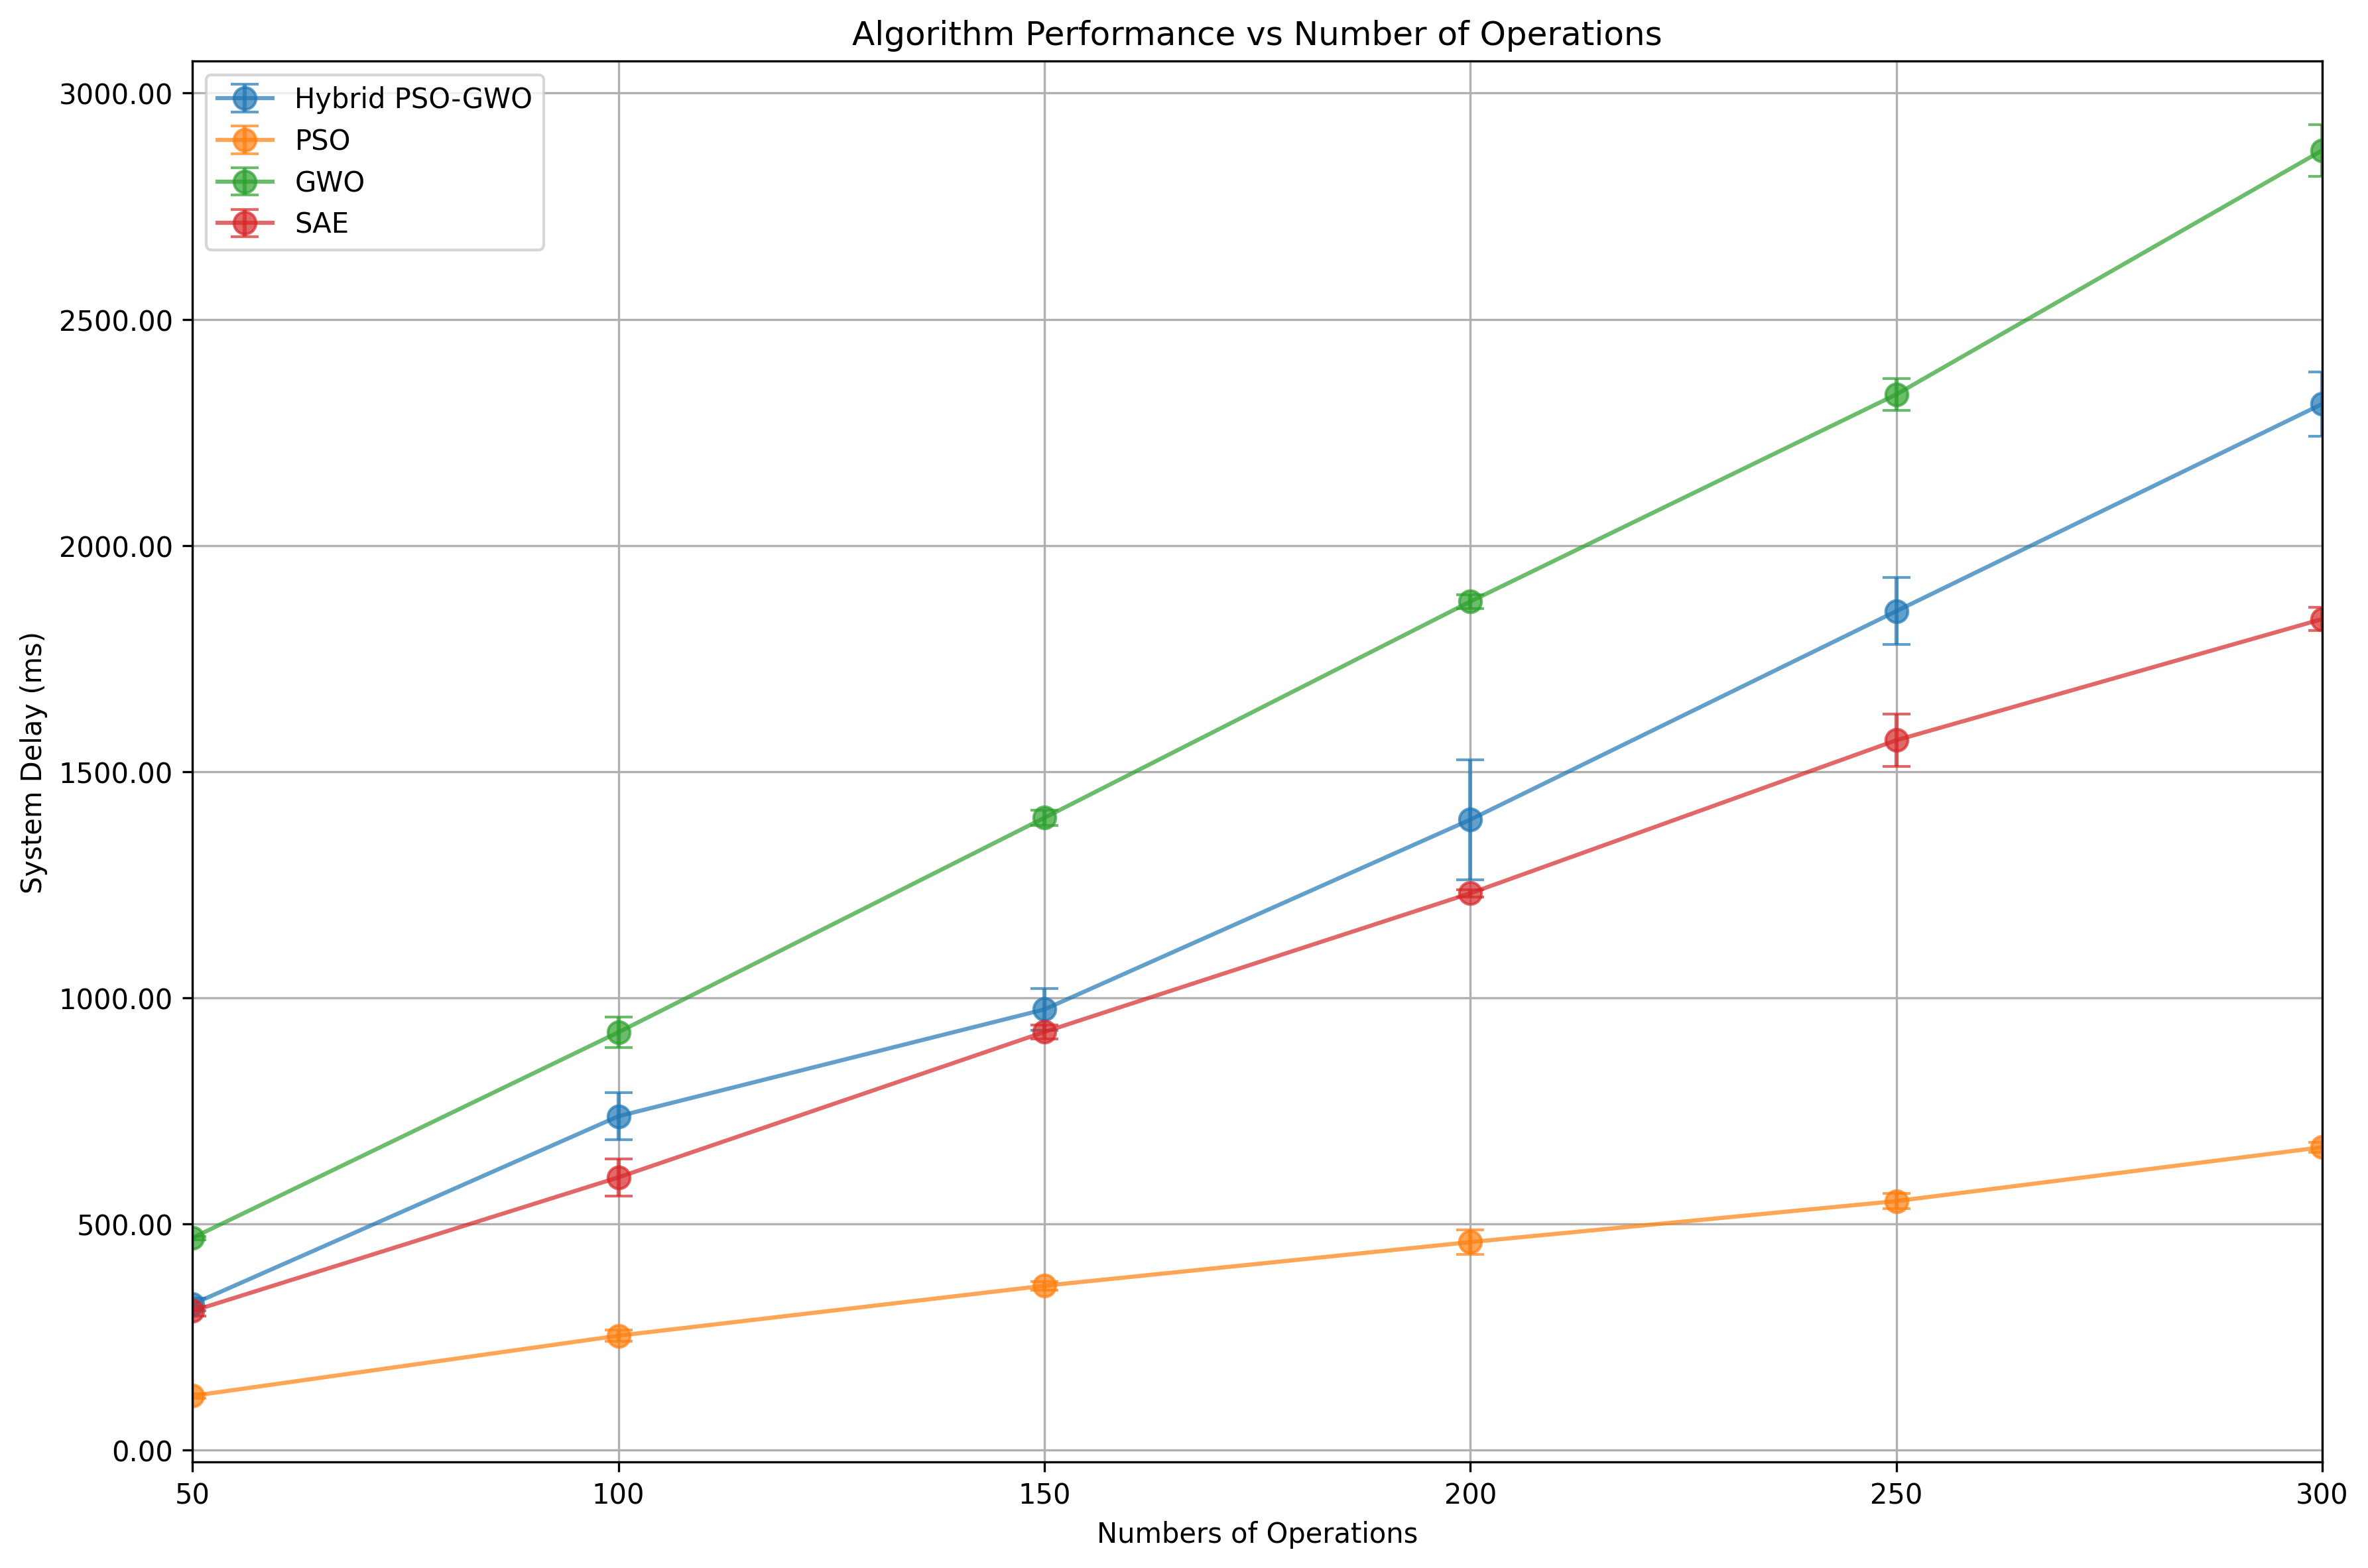 Algorithm Performance vs Number of Operations
Hybrid PSO-GWO
PSO
GWO
SAE
System Delay (ms)
3000.00
2500.00
2000.00
1500.00
1000.00
500.00
0.00
50 100 150 200 250 300
Numbers of Operations